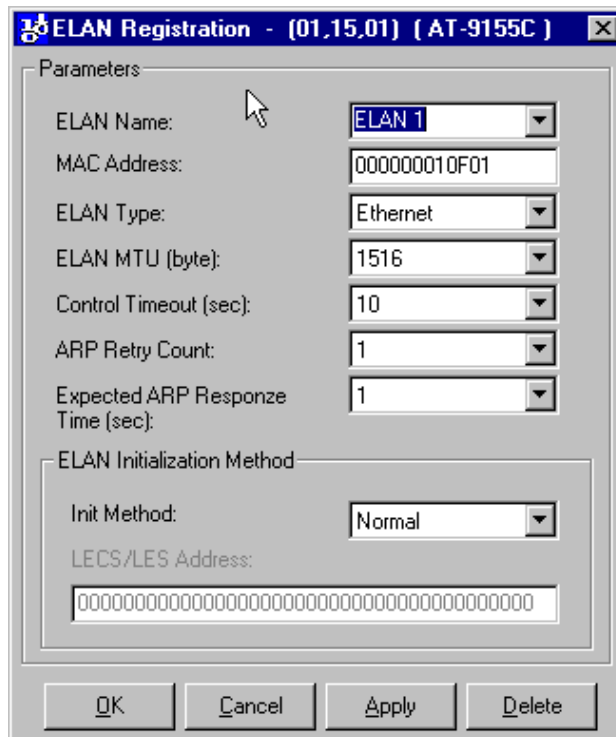 ELAN Registration - (01,15,01) ( AT-9155C )
Parameters
ELAN Name: ELAN 1
MAC Address: 000000010F01
ELAN Type: Ethernet
ELAN MTU (byte): 1516
Control Timeout (sec): 10
ARP Retry Count: 1
Expected ARP Responze 1
Time (sec):
ELAN Initialization Method
Init Method: Normal
LECS/LES Address:
0000000000000000000000000000000000000000
OK Cancel Apply Delete